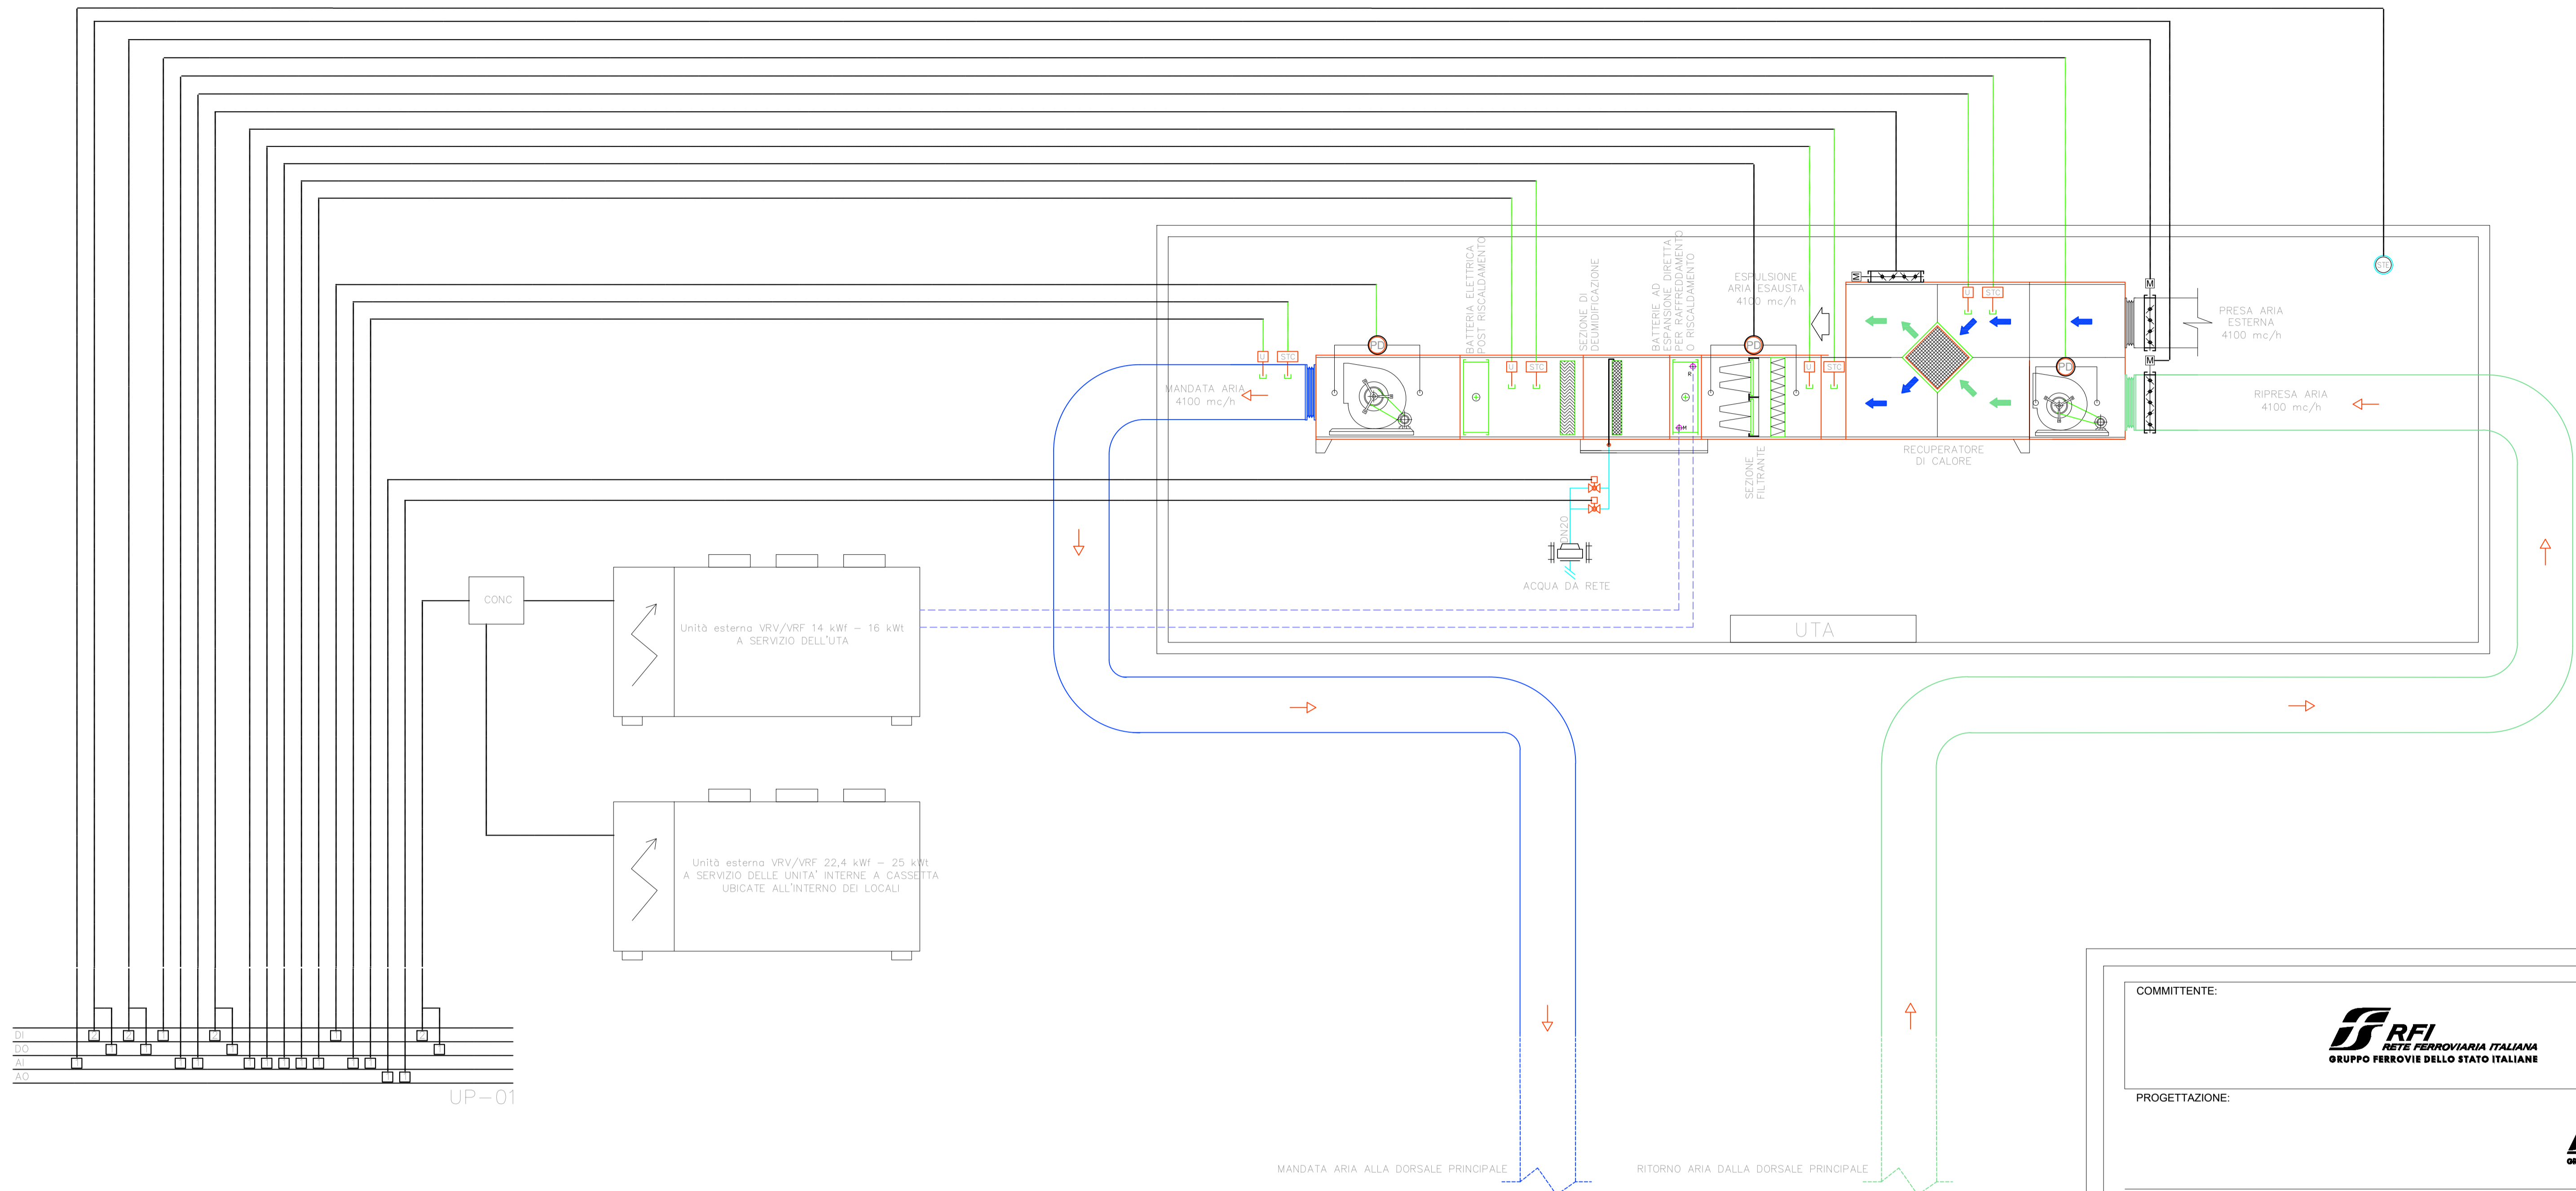 BATTERIA ELETTRICA
POST RISCALDAMENTO
SEZIONE DI
DEUMIDIFICAZIONE
BATTERIE AD
ESPANSIONE DIRETTA
PER RAFFREDDAMENTO
O RISCALDAMENTO
ESPULSIONE
ARIA ESAUSTA
4100 mc/h
STE
M
M
U
STC
PRESA ARIA
ESTERNA
4100 mc/h
PD
PD
U
STC
M
MANDATA ARIA
4100 mc/h
U
STC
R
U
STC
PD
RIPRESA ARIA
4100 mc/h
M
RECUPERATORE
DI CALORE
SEZIONE
FILTRANTE
DN20
ACQUA DA RETE
CONC
Unità esterna VRV/VRF 14 kWf – 16 kWt
A SERVIZIO DELL'UTA
UTA
Unità esterna VRV/VRF 22,4 kWf – 25 kWt
A SERVIZIO DELLE UNITA' INTERNE A CASSETTA
UBICATE ALL'INTERNO DEI LOCALI
COMMITTENTE:
RFI
RETE FERROVIARIA ITALIANA
GRUPPO FERROVIE DELLO STATO ITALIANE
DI
DO
AI
AO
UP–01
PROGETTAZIONE:
MANDATA ARIA ALLA DORSALE PRINCIPALE
RITORNO ARIA DALLA DORSALE PRINCIPALE